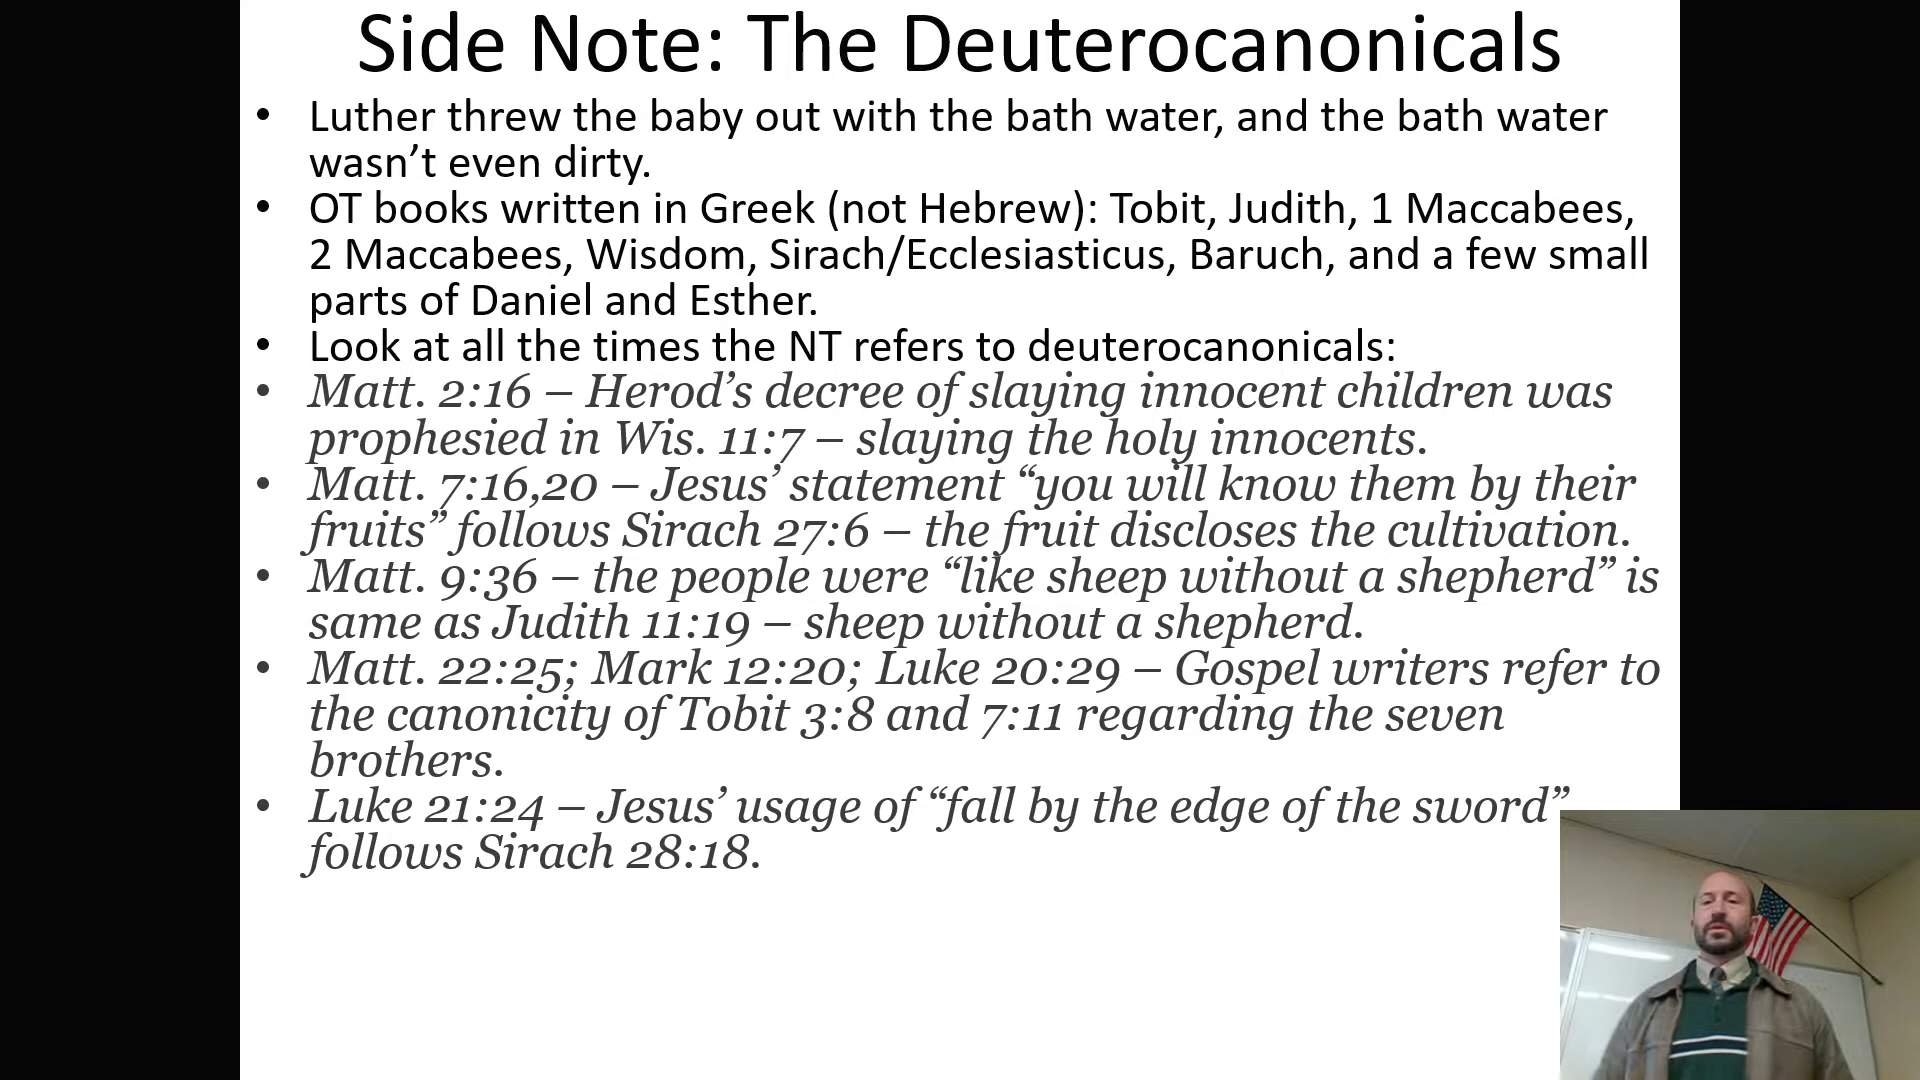 Side Note: The Deuterocanonicals
• Luther threw the baby out with the bath water, and the bath water
wasn’t even dirty.
• OT books written in Greek (not Hebrew): Tobit, Judith, 1 Maccabees,
2 Maccabees, Wisdom, Sirach/Ecclesiasticus, Baruch, and a few small
parts of Daniel and Esther.
• Look at all the times the NT refers to deuterocanonicals:
• Matt. 2:16 – Herod’s decree of slaying innocent children was
prophesied in Wis. 11:7 – slaying the holy innocents.
• Matt. 7:16,20 – Jesus’ statement “you will know them by their
fruits” follows Sirach 27:6 – the fruit discloses the cultivation.
• Matt. 9:36 – the people were “like sheep without a shepherd” is
same as Judith 11:19 – sheep without a shepherd.
• Matt. 22:25; Mark 12:20; Luke 20:29 – Gospel writers refer to
the canonicity of Tobit 3:8 and 7:11 regarding the seven
brothers.
• Luke 21:24 – Jesus’ usage of “fall by the edge of the sword”
follows Sirach 28:18.